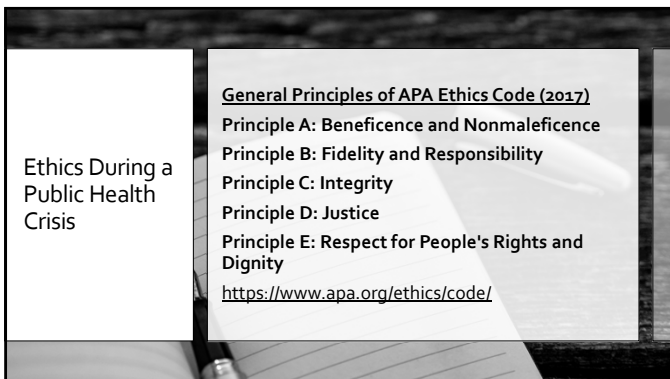 Ethics During a
Public Health
Crisis
General Principles of APA Ethics Code (2017)
Principle A: Beneficence and Nonmaleficence
Principle B: Fidelity and Responsibility
Principle C: Integrity
Principle D: Justice
Principle E: Respect for People's Rights and
Dignity
https://www.apa.org/ethics/code/